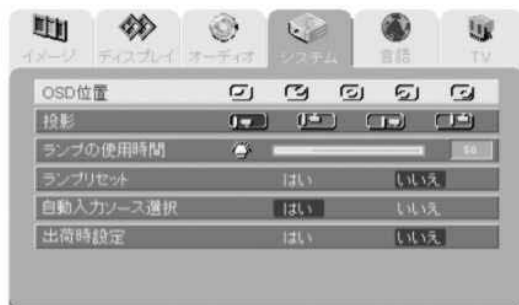 イメージ ディスプレイ オーディオ システム 言語 TV
OSD位置
投影
ランプの使用時間 50
ランプリセット はい いいえ
自動入力ソース選択 はい いいえ
出荷時設定 はい いいえ